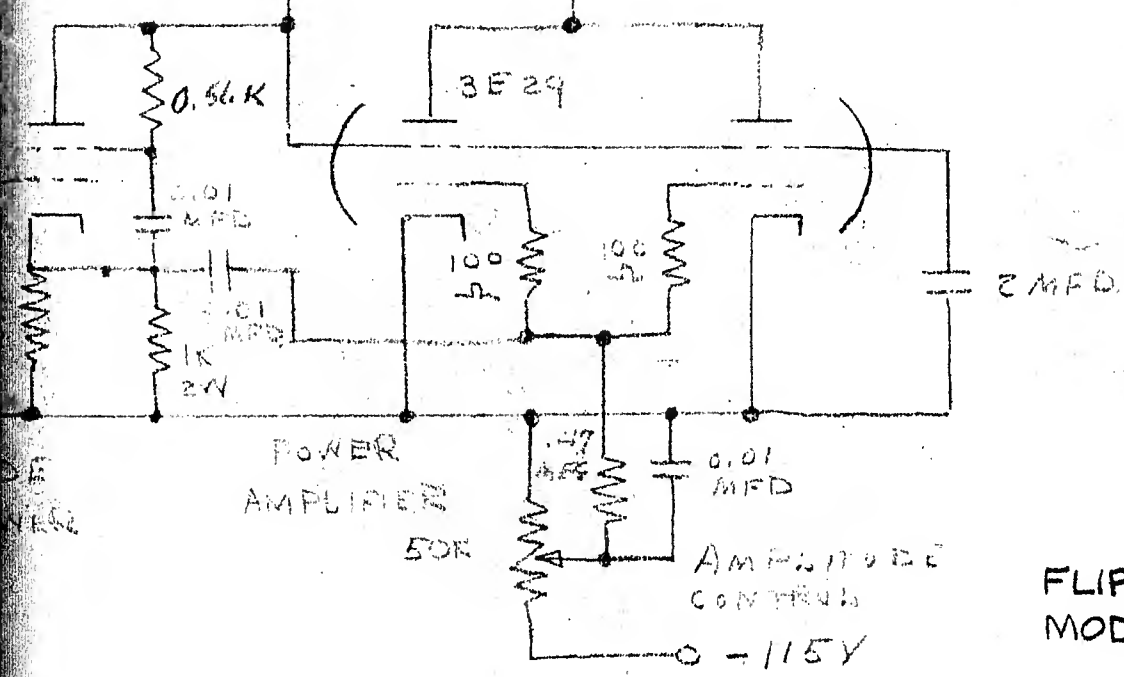 3E29
0.56K
0.01
MFD
100
100
2 MFD.
.01
MFD
1K
2W
POWER
AMPLIFIER
50K
.47
0.01
MFD
AMPLITUDE
CONTROL
-115V
FLIP
MOD